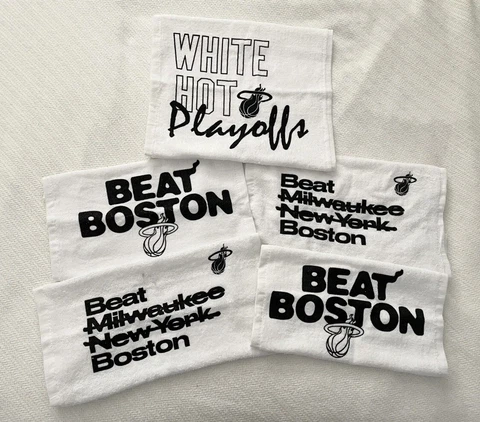 WHITE
HOT
Playoffs
BEAT
BOSTON
Beat
Milwaukee
New York
Boston
Beat
Milwaukee
New York
Boston
BEAT
BOSTON